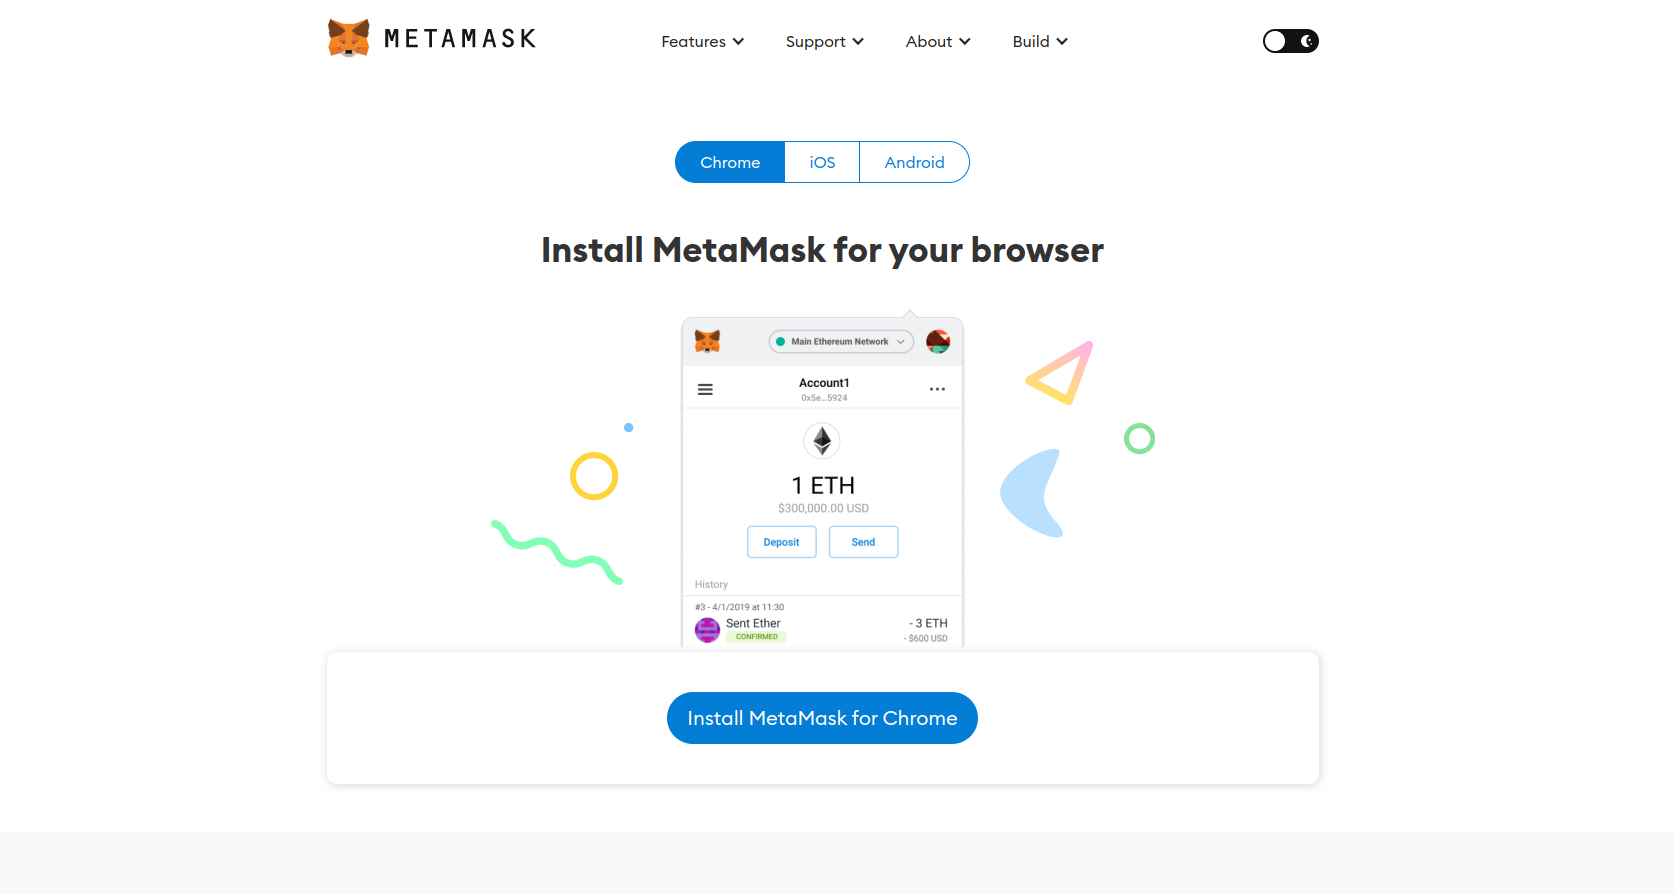 METAMASK
Features Support About Build
Chrome iOS Android
Install MetaMask for your browser
Main Ethereum Network
Account1
0x5e...5924
1 ETH
$300,000.00 USD
Deposit Send
History
#3 - 4/1/2019 at 11:30
Sent Ether - 3 ETH
CONFIRMED - $600 USD
Install MetaMask for Chrome